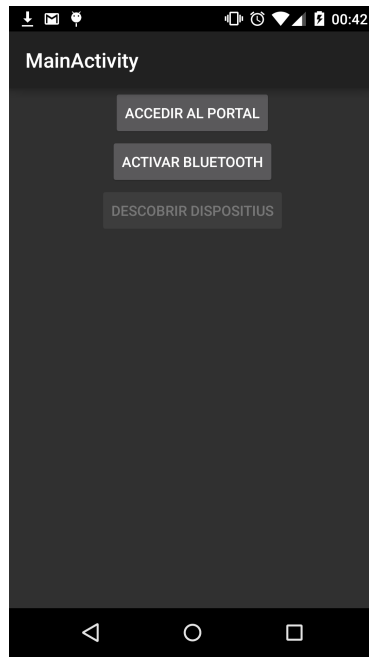 00:42
MainActivity
ACCEDIR AL PORTAL
ACTIVAR BLUETOOTH
DESCOBRIR DISPOSITIUS